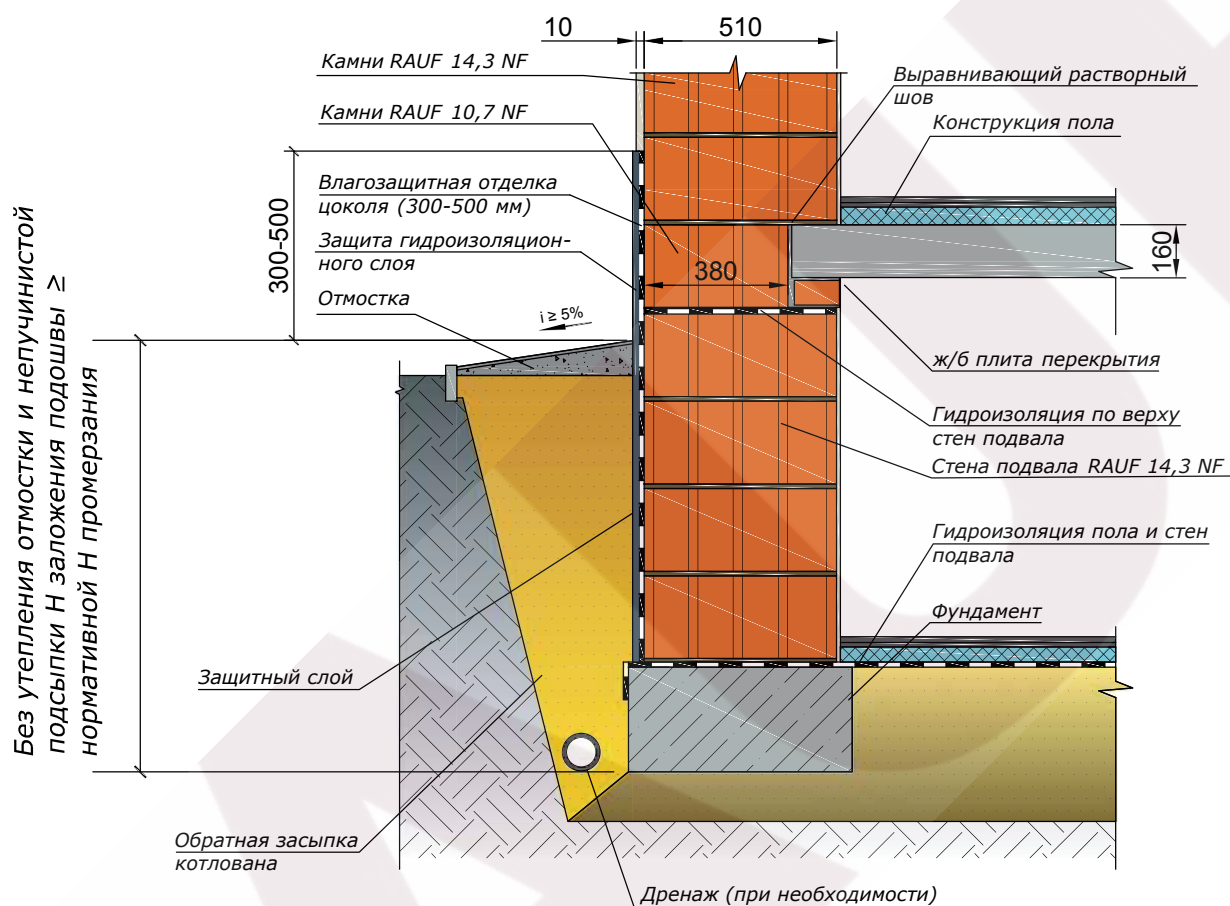 10
510
Камни RAUF 14,3 NF
Камни RAUF 10,7 NF
Влагозащитная отделка
цоколя (300-500 мм)
Защита гидроизоляцион-
ного слоя
Отмостка
i ≥ 5%
300-500
Без утепления отмостки и непучинистой
подсыпки Н заложения подошвы ≥
нормативной Н промерзания
380
160
Выравнивающий растворный
шов
Конструкция пола
ж/б плита перекрытия
Гидроизоляция по верху
стен подвала
Стена подвала RAUF 14,3 NF
Гидроизоляция пола и стен
подвала
Фундамент
Защитный слой
Обратная засыпка
котлована
Дренаж (при необходимости)